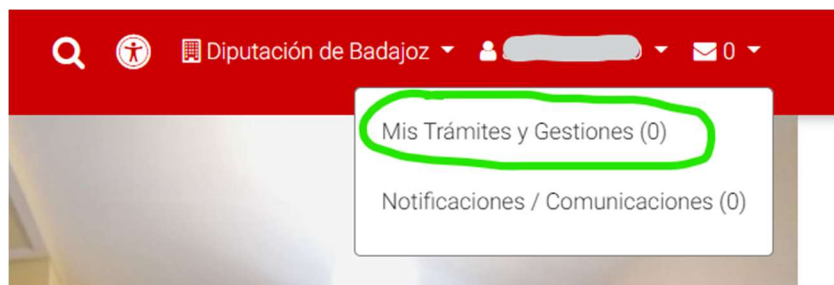 Diputación de Badajoz 0
Mis Trámites y Gestiones (0)
Notificaciones / Comunicaciones (0)